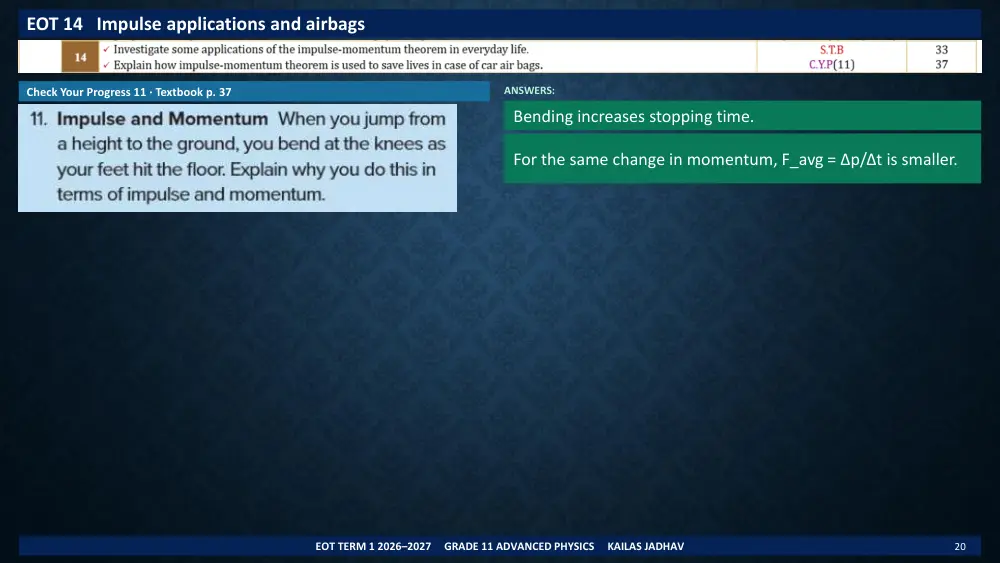 EOT 14 Impulse applications and airbags
14
✓ Investigate some applications of the impulse-momentum theorem in everyday life.
✓ Explain how impulse-momentum theorem is used to save lives in case of car air bags.
S.T.B
C.Y.P(11)
33
37
Check Your Progress 11 · Textbook p. 37
11. Impulse and Momentum When you jump from
a height to the ground, you bend at the knees as
your feet hit the floor. Explain why you do this in
terms of impulse and momentum.
ANSWERS:
Bending increases stopping time.
For the same change in momentum, F_avg = Δp/Δt is smaller.
EOT TERM 1 2026–2027 GRADE 11 ADVANCED PHYSICS KAILAS JADHAV
20